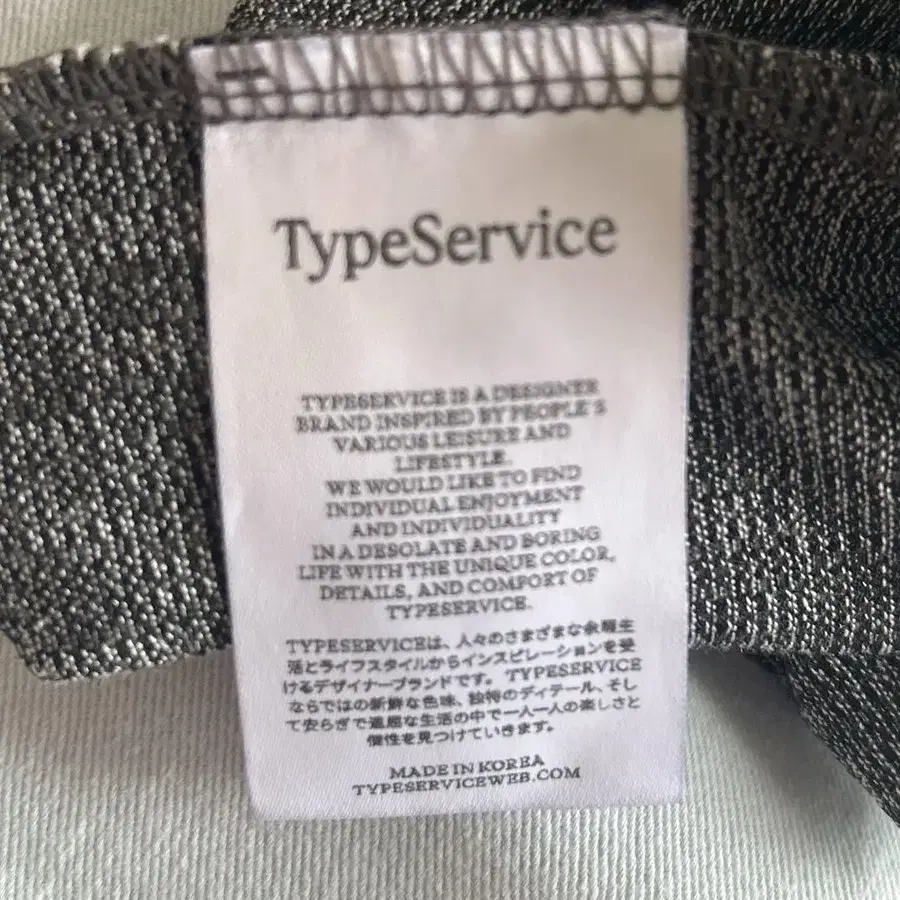 TypeService
TYPESERVICE IS A DESIGNER
BRAND INSPIRED BY PEOPLE'S
VARIOUS LEISURE AND
LIFESTYLE.
WE WOULD LIKE TO FIND
INDIVIDUAL ENJOYMENT
AND INDIVIDUALITY
IN A DESOLATE AND BORING
LIFE WITH THE UNIQUE COLOR,
DETAILS, AND COMFORT OF
TYPESERVICE.
TYPESERVICEは、人々のさまざまな余暇生
活とライフスタイルからインスピレーションを受
けるデザイナーブランドです。TYPESERVICE
ならではの新鮮な色味、独特のディテール、そし
て安らぎで退屈な生活の中で一人一人の楽しさと
個性を見つけていきます。
MADE IN KOREA
TYPESERVICEWEB.COM